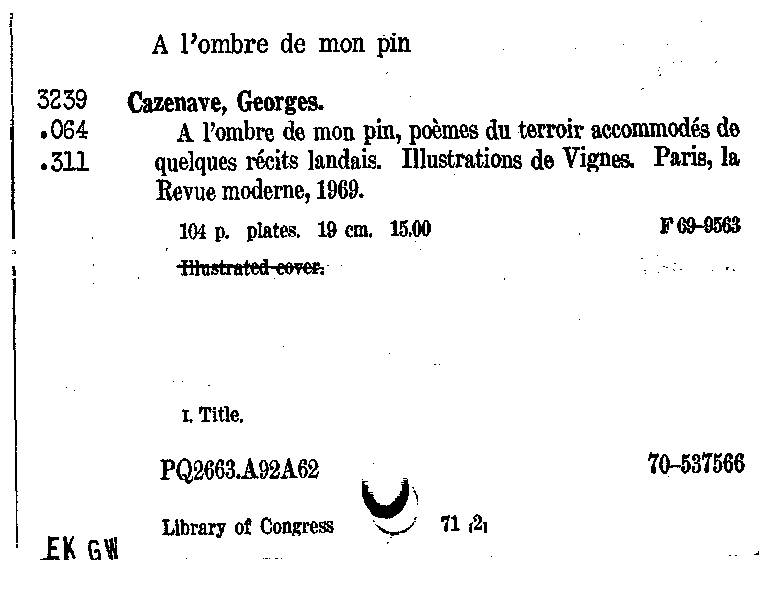 A l'ombre de mon pin
3239 Cazenave, Georges.
.064 A l'ombre de mon pin, poèmes du terroir accommodés de
.311 quelques récits landais. Illustrations de Vignes. Paris, la
Revue moderne, 1969.
104 p. plates. 19 cm. 15.00 F 69-9563
Illustrated cover.
I. Title.
PQ2663.A92A62 70-537566
Library of Congress 71 [2]
EK GW